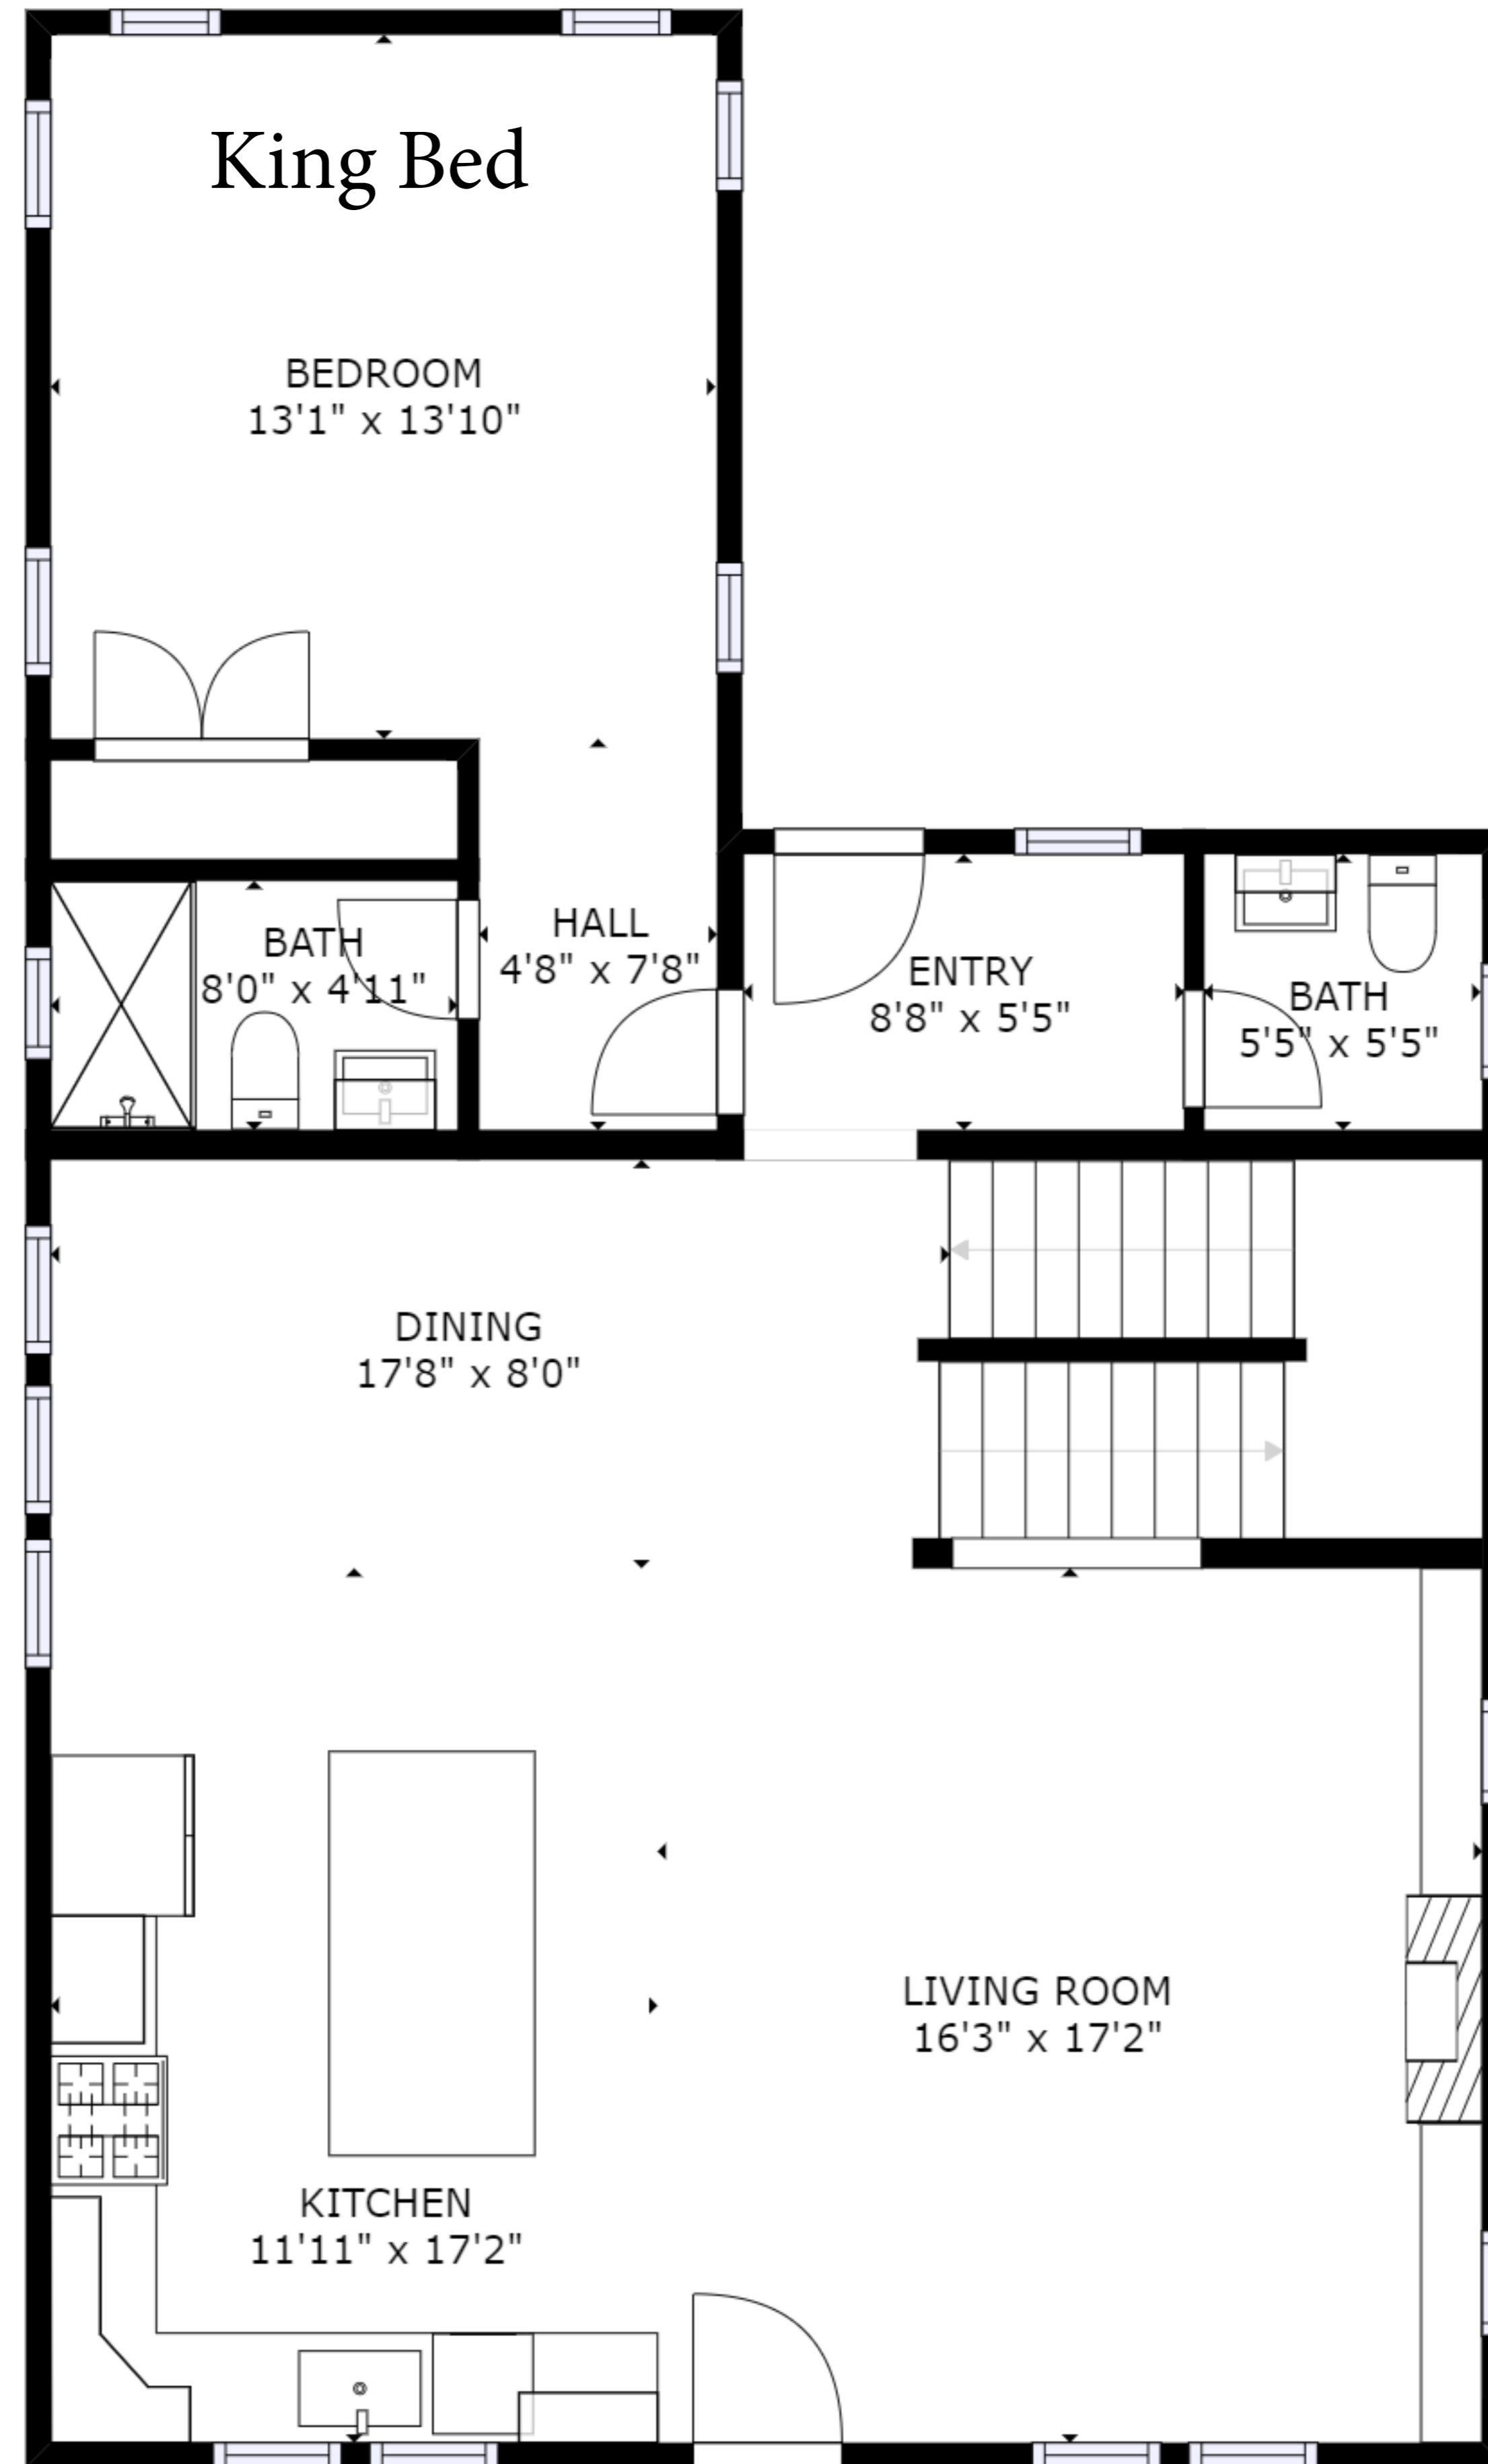 King Bed
BEDROOM
13'1" x 13'10"
BATH
8'0" x 4'11"
HALL
4'8" x 7'8"
ENTRY
8'8" x 5'5"
BATH
5'5" x 5'5"
DINING
17'8" x 8'0"
LIVING ROOM
16'3" x 17'2"
KITCHEN
11'11" x 17'2"